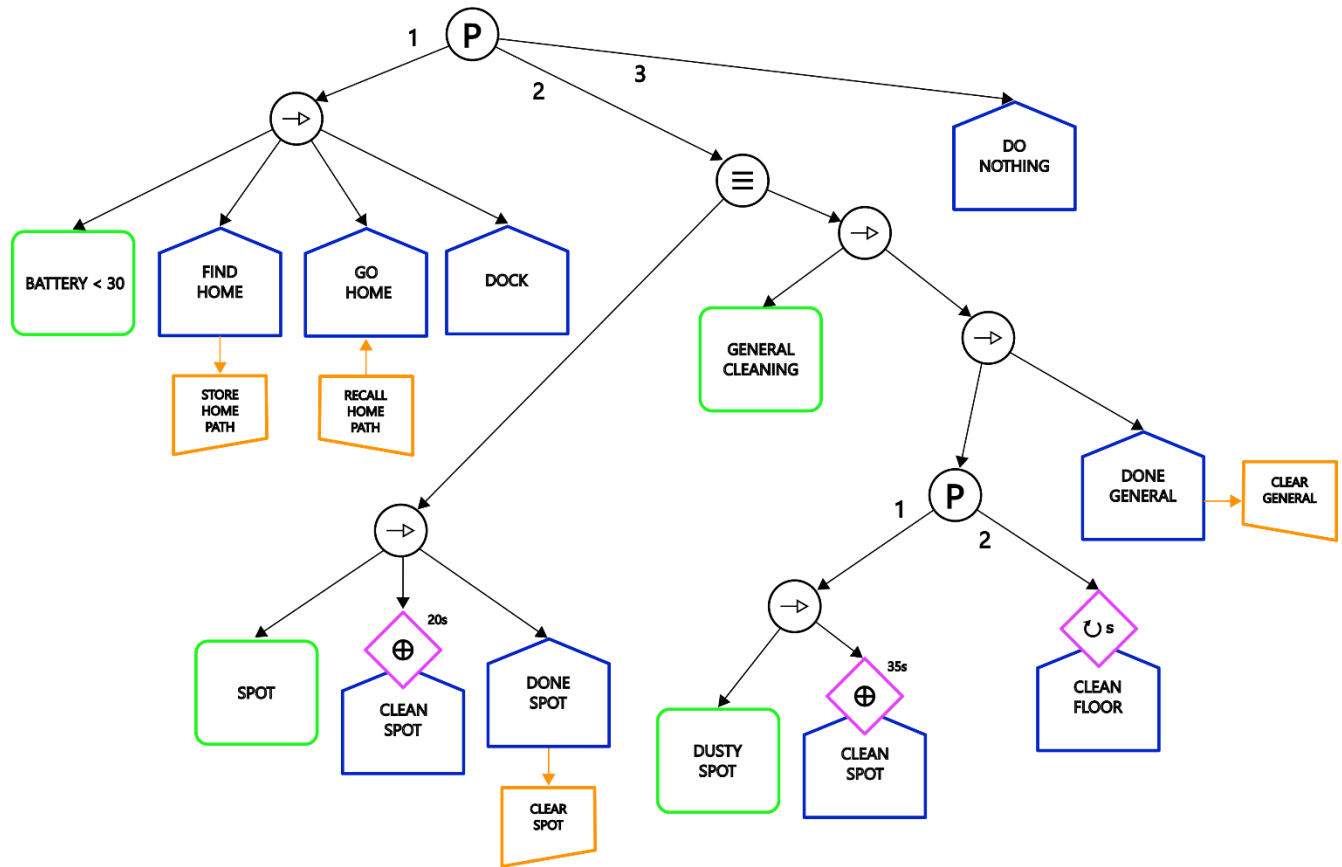 P
1
2
3
DO
NOTHING
BATTERY < 30
FIND
HOME
GO
HOME
DOCK
STORE
HOME
PATH
RECALL
HOME
PATH
GENERAL
CLEANING
P
1
2
DONE
GENERAL
CLEAR
GENERAL
SPOT
20s
CLEAN
SPOT
DONE
SPOT
CLEAR
SPOT
DUSTY
SPOT
35s
CLEAN
SPOT
s
CLEAN
FLOOR